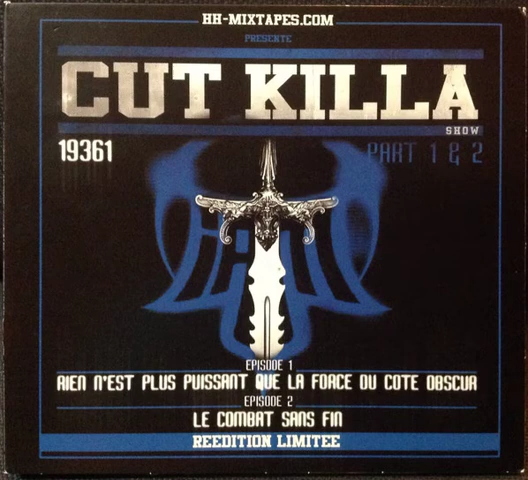 HH-MIXTAPES.COM
PRESENTE
CUT KILLA
SHOW
19361
PART 1 & 2
EPISODE 1
RIEN N'EST PLUS PUISSANT QUE LA FORCE DU COTE OBSCUR
EPISODE 2
LE COMBAT SANS FIN
REEDITION LIMITEE